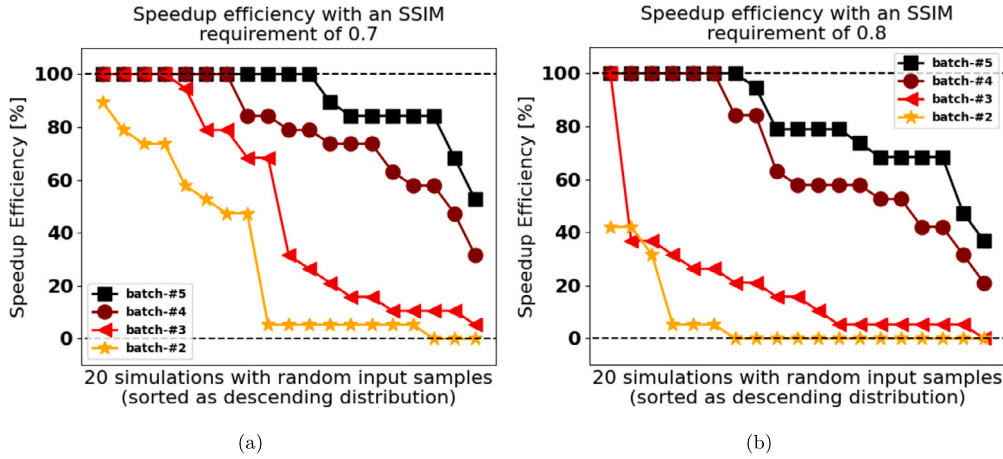 Speedup efficiency with an SSIM
requirement of 0.7
Speedup Efficiency [%]
100
80
60
40
20
0
batch-#5
batch-#4
batch-#3
batch-#2
20 simulations with random input samples
(sorted as descending distribution)
(a)
Speedup efficiency with an SSIM
requirement of 0.8
Speedup Efficiency [%]
100
80
60
40
20
0
batch-#5
batch-#4
batch-#3
batch-#2
20 simulations with random input samples
(sorted as descending distribution)
(b)